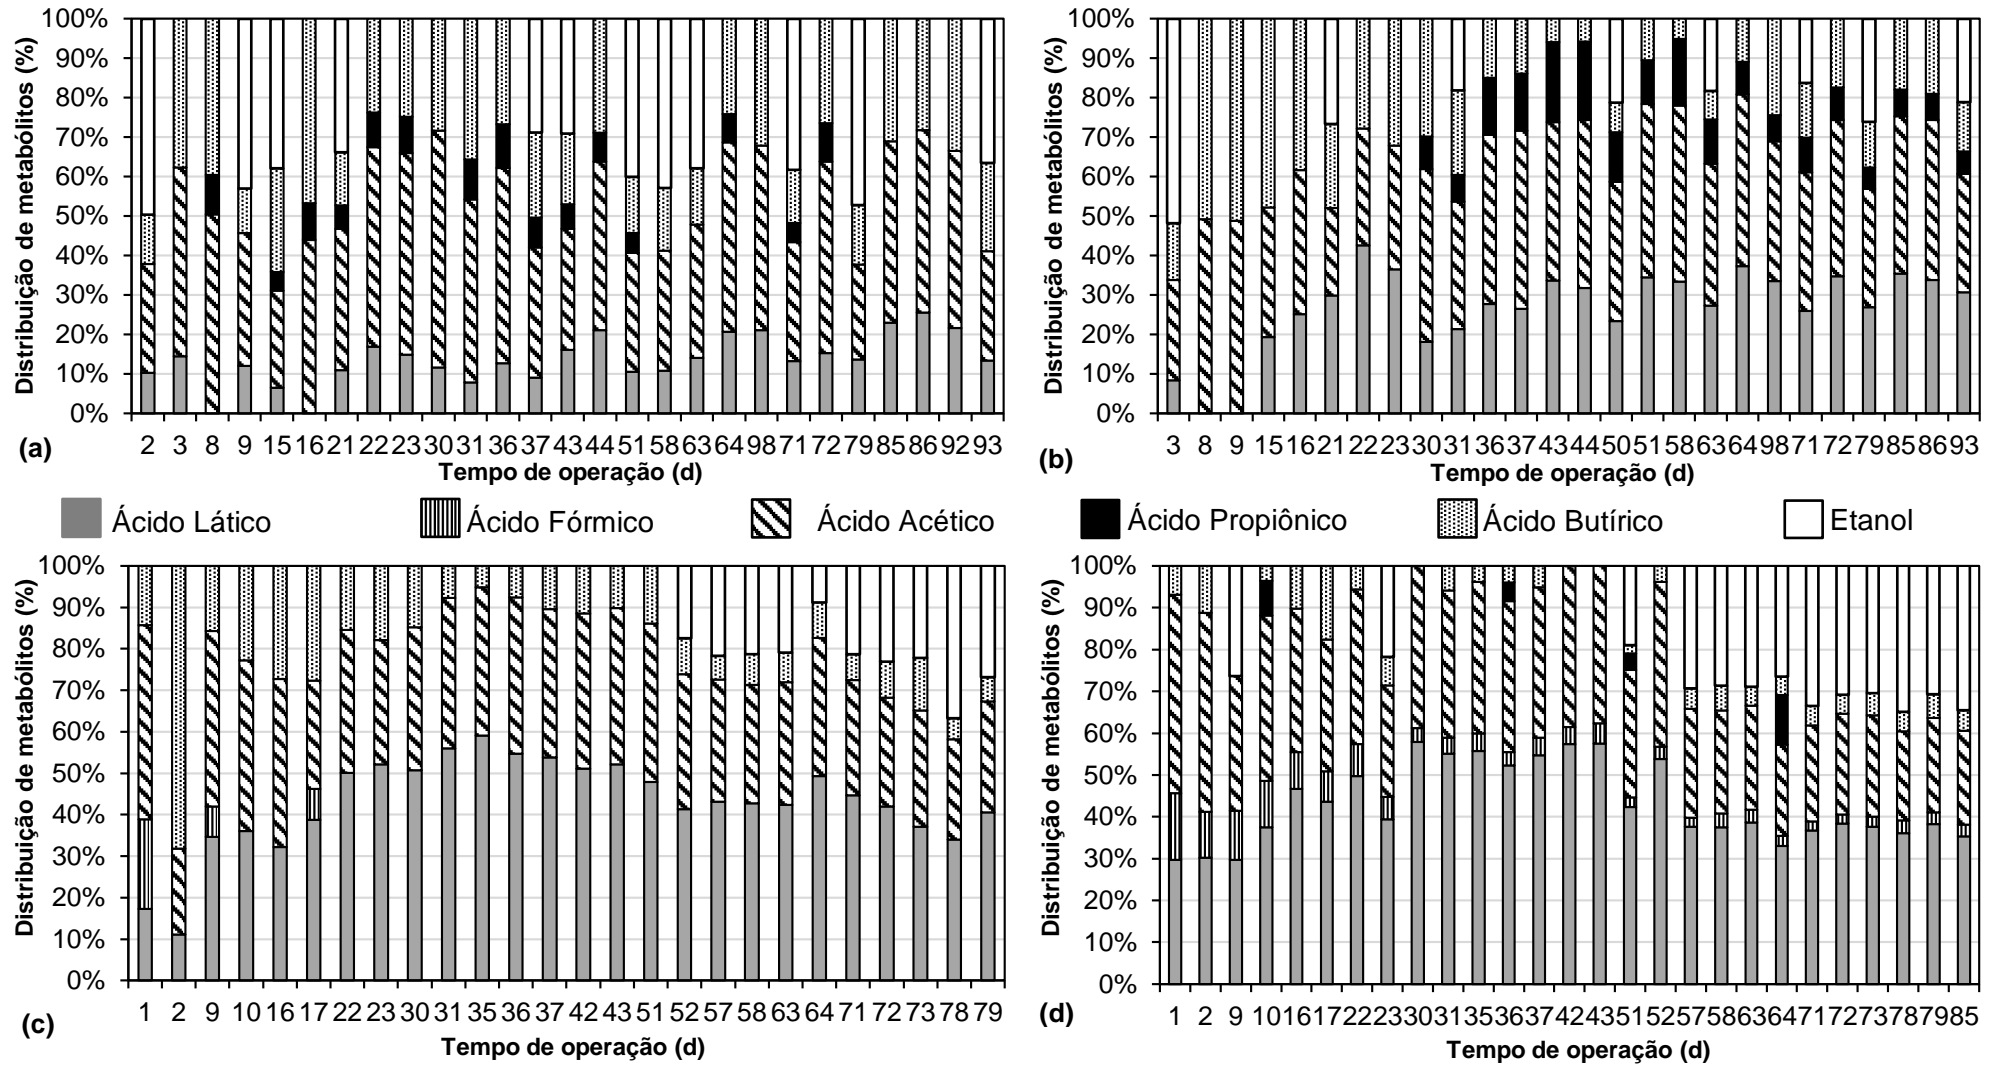 Distribuição de metabólitos (%)
100%
90%
80%
70%
60%
50%
40%
30%
20%
10%
0%
2 3 8 9 15 16 21 22 23 30 31 36 37 43 44 51 58 63 64 98 71 72 79 85 86 92 93
Tempo de operação (d)
(a)
Distribuição de metabólitos (%)
100%
90%
80%
70%
60%
50%
40%
30%
20%
10%
0%
3 8 9 15 16 21 22 23 30 31 36 37 43 44 50 51 58 63 64 98 71 72 79 85 86 93
Tempo de operação (d)
(b)
Ácido Lático Ácido Fórmico Ácido Acético Ácido Propiônico Ácido Butírico Etanol
Distribuição de metabólitos (%)
100%
90%
80%
70%
60%
50%
40%
30%
20%
10%
0%
1 2 9 10 16 17 22 23 30 31 35 36 37 42 43 51 52 57 58 63 64 71 72 73 78 79
Tempo de operação (d)
(c)
Distribuição de metabólitos (%)
100%
90%
80%
70%
60%
50%
40%
30%
20%
10%
0%
1 2 9 10 16 17 22 23 30 31 35 36 37 42 43 51 52 57 58 63 64 71 72 73 78 79 85
Tempo de operação (d)
(d)